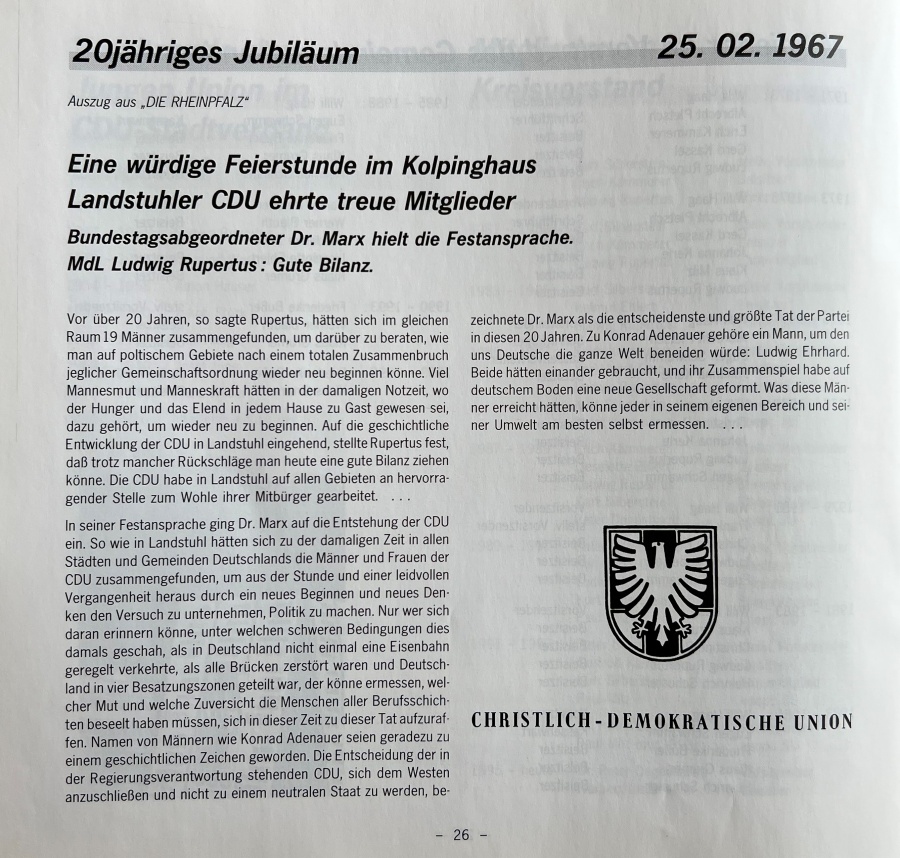 20jähriges Jubiläum
25. 02. 1967
Auszug aus „DIE RHEINPFALZ“
Eine würdige Feierstunde im Kolpinghaus
Landstuhler CDU ehrte treue Mitglieder
Bundestagsabgeordneter Dr. Marx hielt die Festansprache.
MdL Ludwig Rupertus: Gute Bilanz.
Vor über 20 Jahren, so sagte Rupertus, hätten sich im gleichen
Raum 19 Männer zusammengefunden, um darüber zu beraten, wie
man auf poltischem Gebiete nach einem totalen Zusammenbruch
jeglicher Gemeinschaftsordnung wieder neu beginnen könne. Viel
Mannesmut und Manneskraft hätten in der damaligen Notzeit, wo
der Hunger und das Elend in jedem Hause zu Gast gewesen sei,
dazu gehört, um wieder neu zu beginnen. Auf die geschichtliche
Entwicklung der CDU in Landstuhl eingehend, stellte Rupertus fest,
daß trotz mancher Rückschläge man heute eine gute Bilanz ziehen
könne. Die CDU habe in Landstuhl auf allen Gebieten an hervorra-
gender Stelle zum Wohle ihrer Mitbürger gearbeitet. ...
In seiner Festansprache ging Dr. Marx auf die Entstehung der CDU
ein. So wie in Landstuhl hätten sich zu der damaligen Zeit in allen
Städten und Gemeinden Deutschlands die Männer und Frauen der
CDU zusammengefunden, um aus der Stunde und einer leidvollen
Vergangenheit heraus durch ein neues Beginnen und neues Den-
ken den Versuch zu unternehmen, Politik zu machen. Nur wer sich
daran erinnern könne, unter welchen schweren Bedingungen dies
damals geschah, als in Deutschland nicht einmal eine Eisenbahn
geregelt verkehrte, als alle Brücken zerstört waren und Deutsch-
land in vier Besatzungszonen geteilt war, der könne ermessen, wel-
cher Mut und welche Zuversicht die Menschen aller Berufsschich-
ten beseelt haben müssen, sich in dieser Zeit zu dieser Tat aufzuraf-
fen. Namen von Männern wie Konrad Adenauer seien geradezu zu
einem geschichtlichen Zeichen geworden. Die Entscheidung der in
der Regierungsverantwortung stehenden CDU, sich dem Westen
anzuschließen und nicht zu einem neutralen Staat zu werden, be-
zeichnete Dr. Marx als die entscheidenste und größte Tat der Partei
in diesen 20 Jahren. Zu Konrad Adenauer gehöre ein Mann, um den
uns Deutsche die ganze Welt beneiden würde: Ludwig Ehrhard.
Beide hätten einander gebraucht, und ihr Zusammenspiel habe auf
deutschem Boden eine neue Gesellschaft geformt. Was diese Män-
ner erreicht hätten, könne jeder in seinem eigenen Bereich und sei-
ner Umwelt am besten selbst ermessen. ...
CHRISTLICH-DEMOKRATISCHE UNION
– 26 –